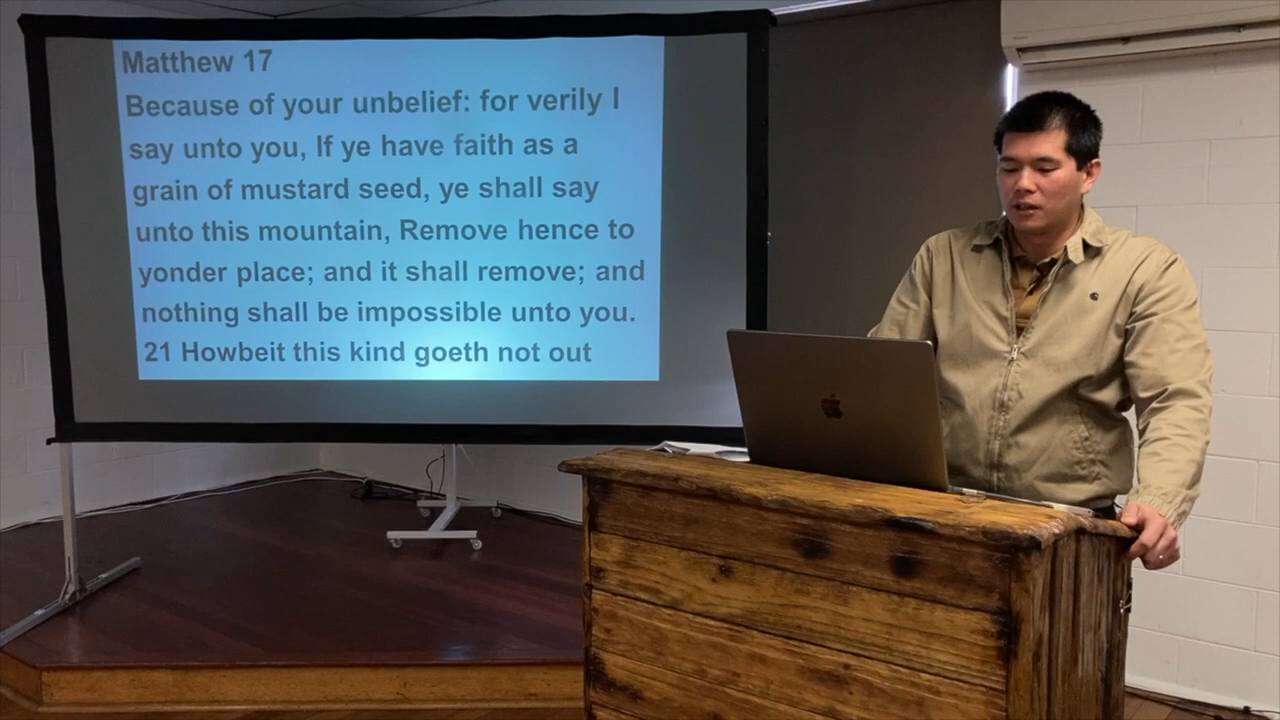 Matthew 17
Because of your unbelief: for verily I
say unto you, If ye have faith as a
grain of mustard seed, ye shall say
unto this mountain, Remove hence to
yonder place; and it shall remove; and
nothing shall be impossible unto you.
21 Howbeit this kind goeth not out